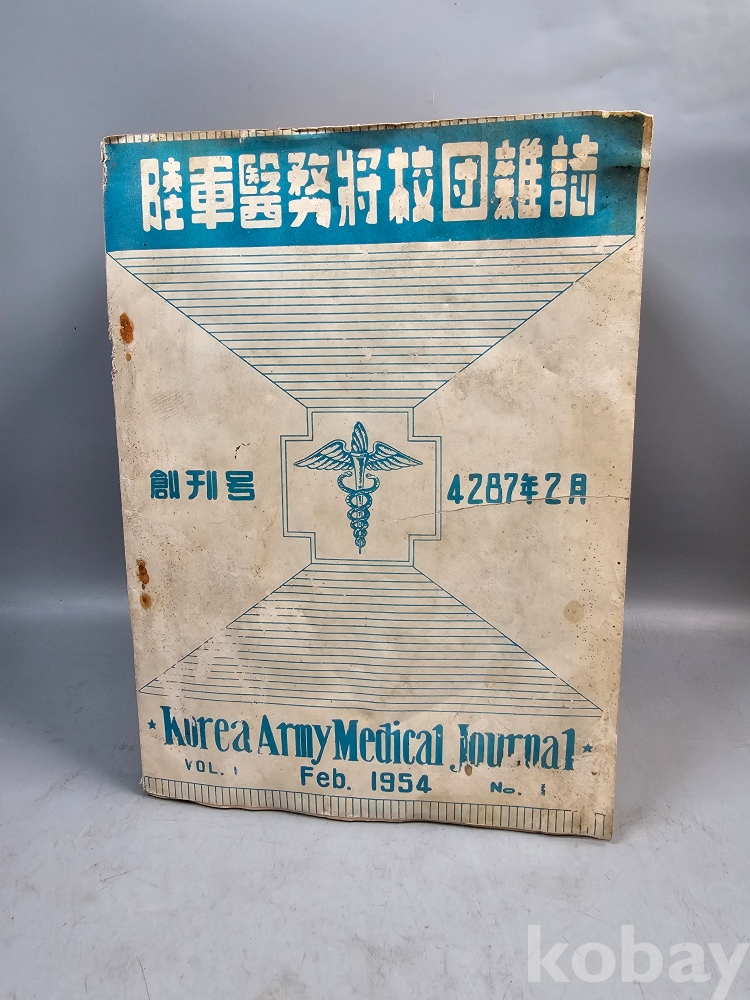 陸軍醫務將校団雜誌
創刊号
4287年2月
★ Korea Army Medical Journal ★
VOL. 1 Feb. 1954 No. 1
kobay